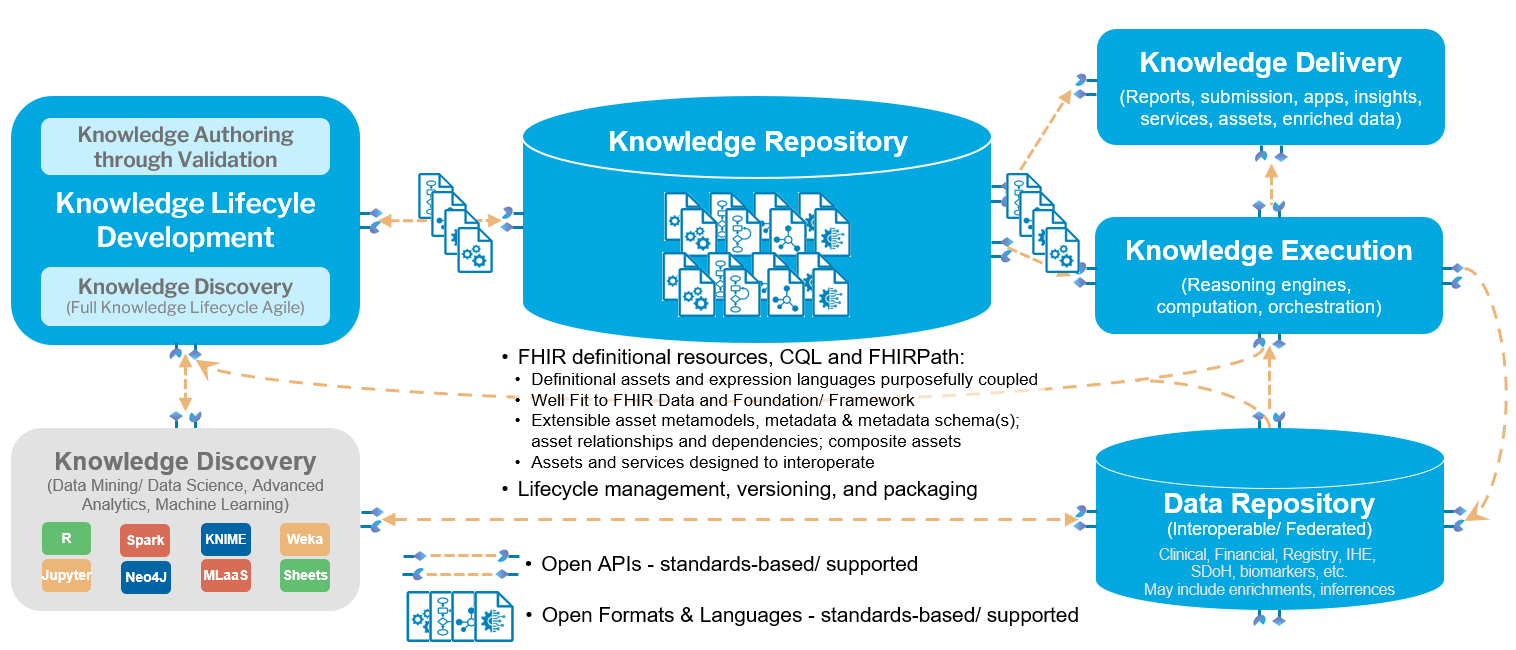 Knowledge Authoring
through Validation
Knowledge Lifecyle
Development
Knowledge Discovery
(Full Knowledge Lifecycle Agile)
Knowledge Repository
Knowledge Delivery
(Reports, submission, apps, insights,
services, assets, enriched data)
Knowledge Execution
(Reasoning engines,
computation, orchestration)
• FHIR definitional resources, CQL and FHIRPath:
• Definitional assets and expression languages purposefully coupled
• Well Fit to FHIR Data and Foundation/ Framework
• Extensible asset metamodels, metadata & metadata schema(s);
asset relationships and dependencies; composite assets
• Assets and services designed to interoperate
• Lifecycle management, versioning, and packaging
Knowledge Discovery
(Data Mining/ Data Science, Advanced
Analytics, Machine Learning)
R
Spark
KNIME
Weka
Jupyter
Neo4J
MLaaS
Sheets
Data Repository
(Interoperable/ Federated)
Clinical, Financial, Registry, IHE,
SDoH, biomarkers, etc.
May include enrichments, inferrences
• Open APIs - standards-based/ supported
• Open Formats & Languages - standards-based/ supported